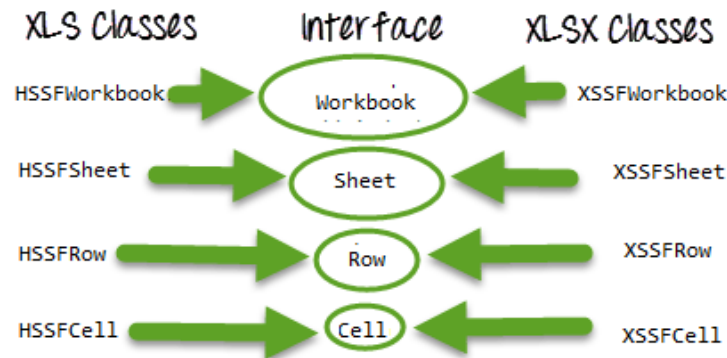 XLS Classes Interface XLSX Classes
HSSFWorkbook Workbook XSSFWorkbook
HSSFSheet Sheet XSSFSheet
HSSFRow Row XSSFRow
HSSFCell Cell XSSFCell